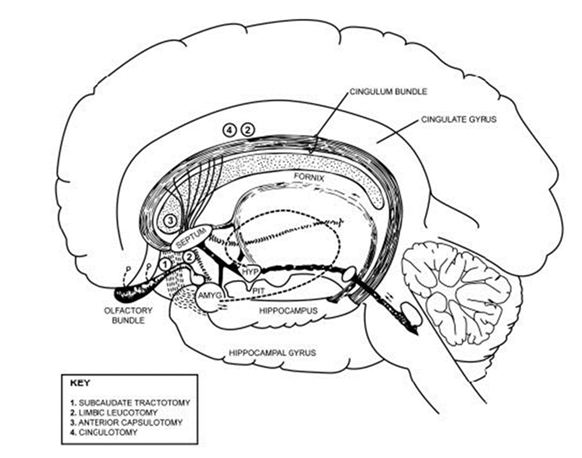 CINGULUM BUNDLE
CINGULATE GYRUS
4 2
FORNIX
3
SEPTUM
1 2
HYP
PIT
AMYG
OLFACTORY
BUNDLE
HIPPOCAMPUS
HIPPOCAMPAL GYRUS
KEY
1. SUBCAUDATE TRACTOTOMY
2. LIMBIC LEUCOTOMY
3. ANTERIOR CAPSULOTOMY
4. CINGULOTOMY